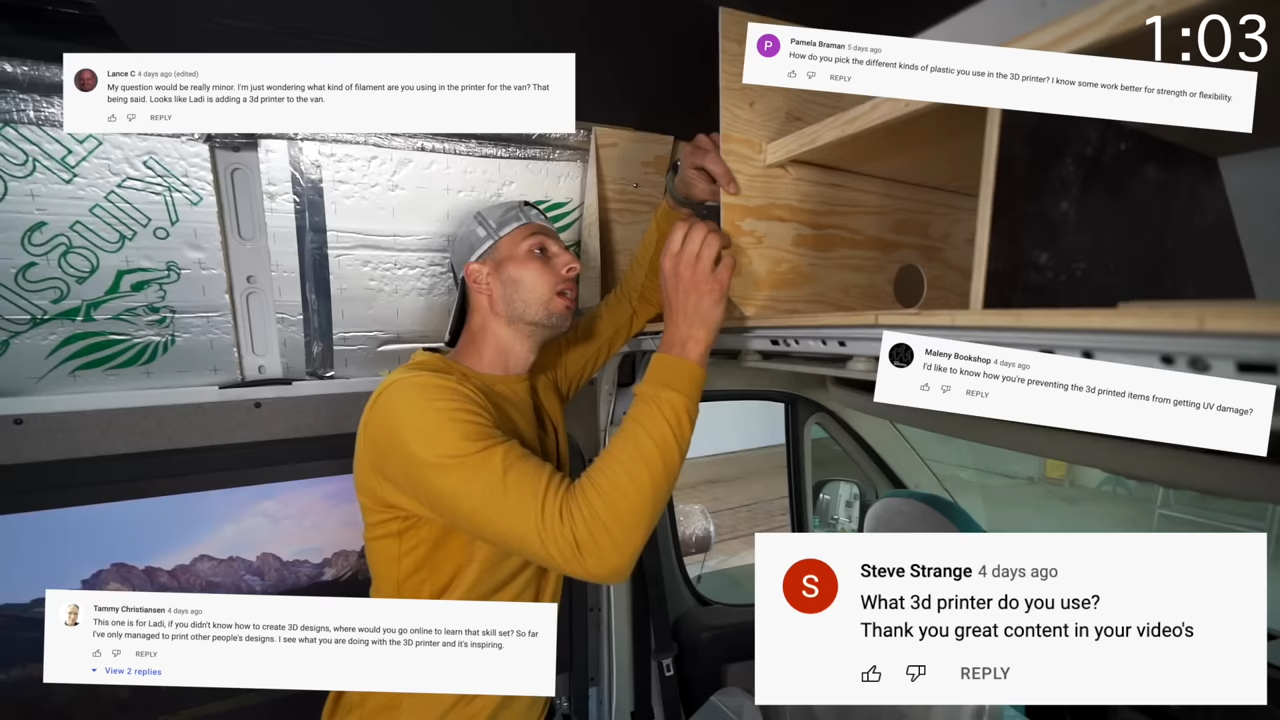 1:03
Pamela Braman 5 days ago
How do you pick the different kinds of plastic you use in the 3D printer? I know some work better for strength or flexibility.
REPLY
Lance C 4 days ago (edited)
My question would be really minor. I'm just wondering what kind of filament are you using in the printer for the van? That
being said. Looks like Ladi is adding a 3d printer to the van.
REPLY
Kingsp
Maleny Bookshop 4 days ago
I'd like to know how you're preventing the 3d printed items from getting UV damage?
REPLY
S
Steve Strange 4 days ago
What 3d printer do you use?
Thank you great content in your video's
REPLY
Tammy Christiansen 4 days ago
This one is for Ladi, if you didn't know how to create 3D designs, where would you go online to learn that skill set? So far
I've only managed to print other people's designs. I see what you are doing with the 3D printer and it's inspiring.
REPLY
View 2 replies
P